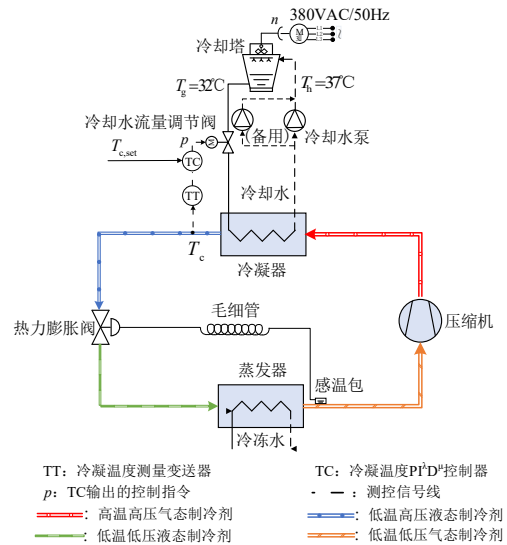 380VAC/50Hz
n
M
3~
L1
L2
L3
冷却塔
Tg=32℃
Th=37℃
冷却水流量调节阀
(备用)
冷却水泵
p
M
Tc,set
TC
TT
冷却水
Tc
冷凝器
毛细管
热力膨胀阀
压缩机
蒸发器
感温包
冷冻水
TT：冷凝温度测量变送器
TC：冷凝温度PIλDμ控制器
p：TC输出的控制指令
：测控信号线
：高温高压气态制冷剂
：低温高压液态制冷剂
：低温低压液态制冷剂
：低温低压气态制冷剂